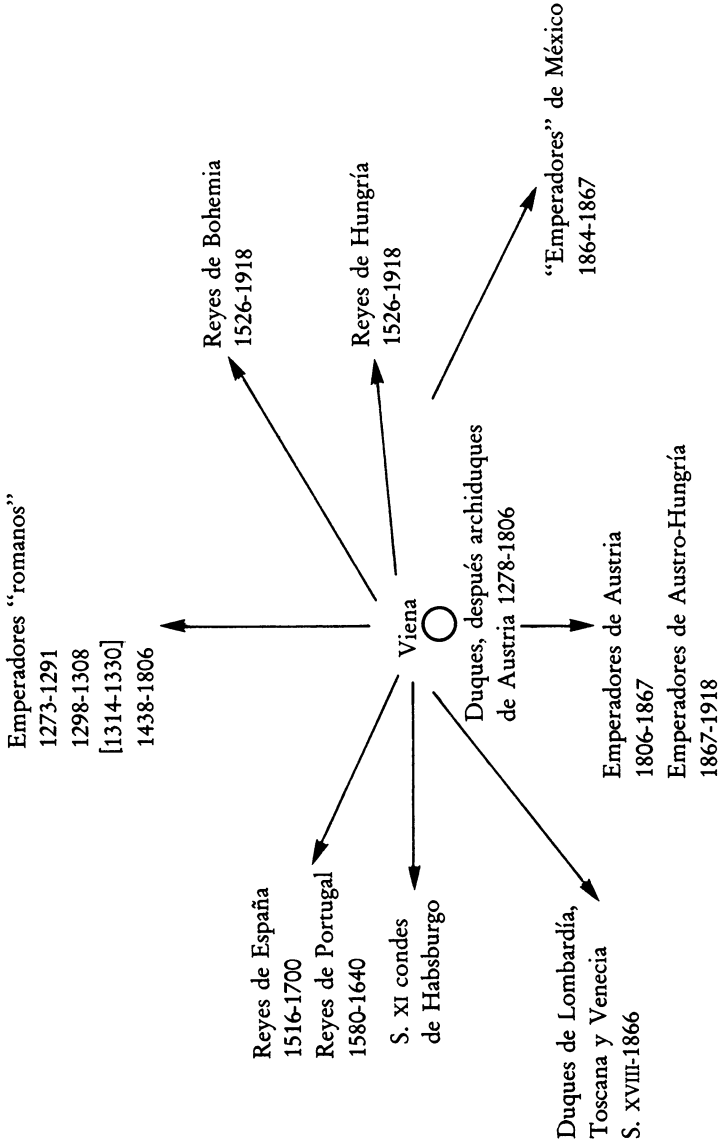 Emperadores “romanos”
1273-1291
1298-1308
[1314-1330]
1438-1806
Reyes de Bohemia
1526-1918
Reyes de Hungría
1526-1918
“Emperadores” de México
1864-1867
Viena
Duques, después archiduques
de Austria 1278-1806
Reyes de España
1516-1700
Reyes de Portugal
1580-1640
S. XI condes
de Habsburgo
Duques de Lombardía,
Toscana y Venecia
S. XVIII-1866
Emperadores de Austria
1806-1867
Emperadores de Austro-Hungría
1867-1918